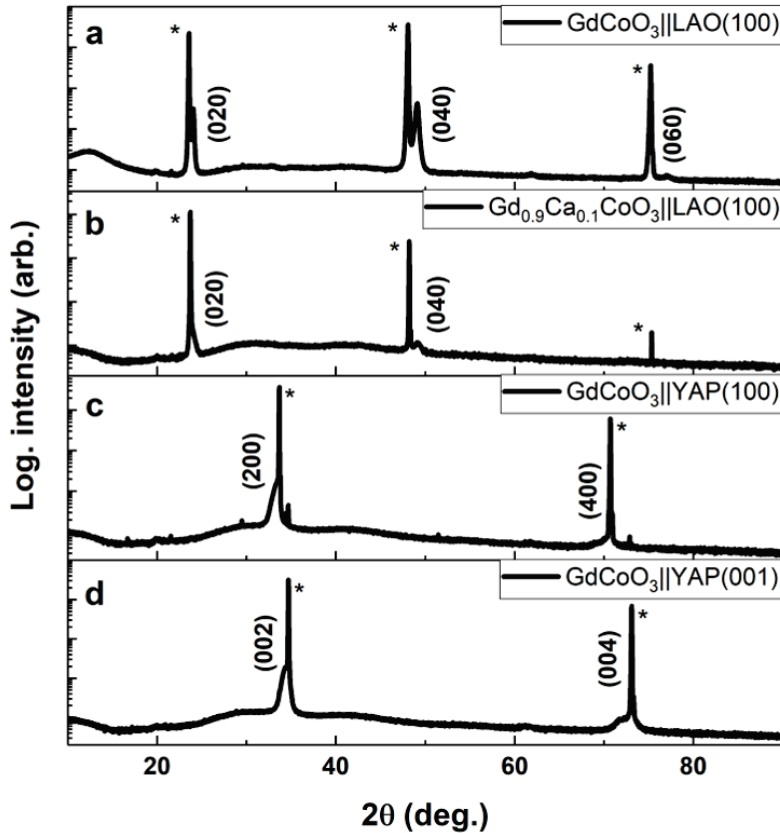 a
GdCoO₃||LAO(100)
*
(020)
*
(040)
*
(060)
b
Gd₀.₉Ca₀.₁CoO₃||LAO(100)
*
(020)
*
(040)
*
c
GdCoO₃||YAP(100)
(200)
*
(400)
*
d
GdCoO₃||YAP(001)
(002)
*
(004)
*
Log. intensity (arb.)
20 40 60 80
2θ (deg.)